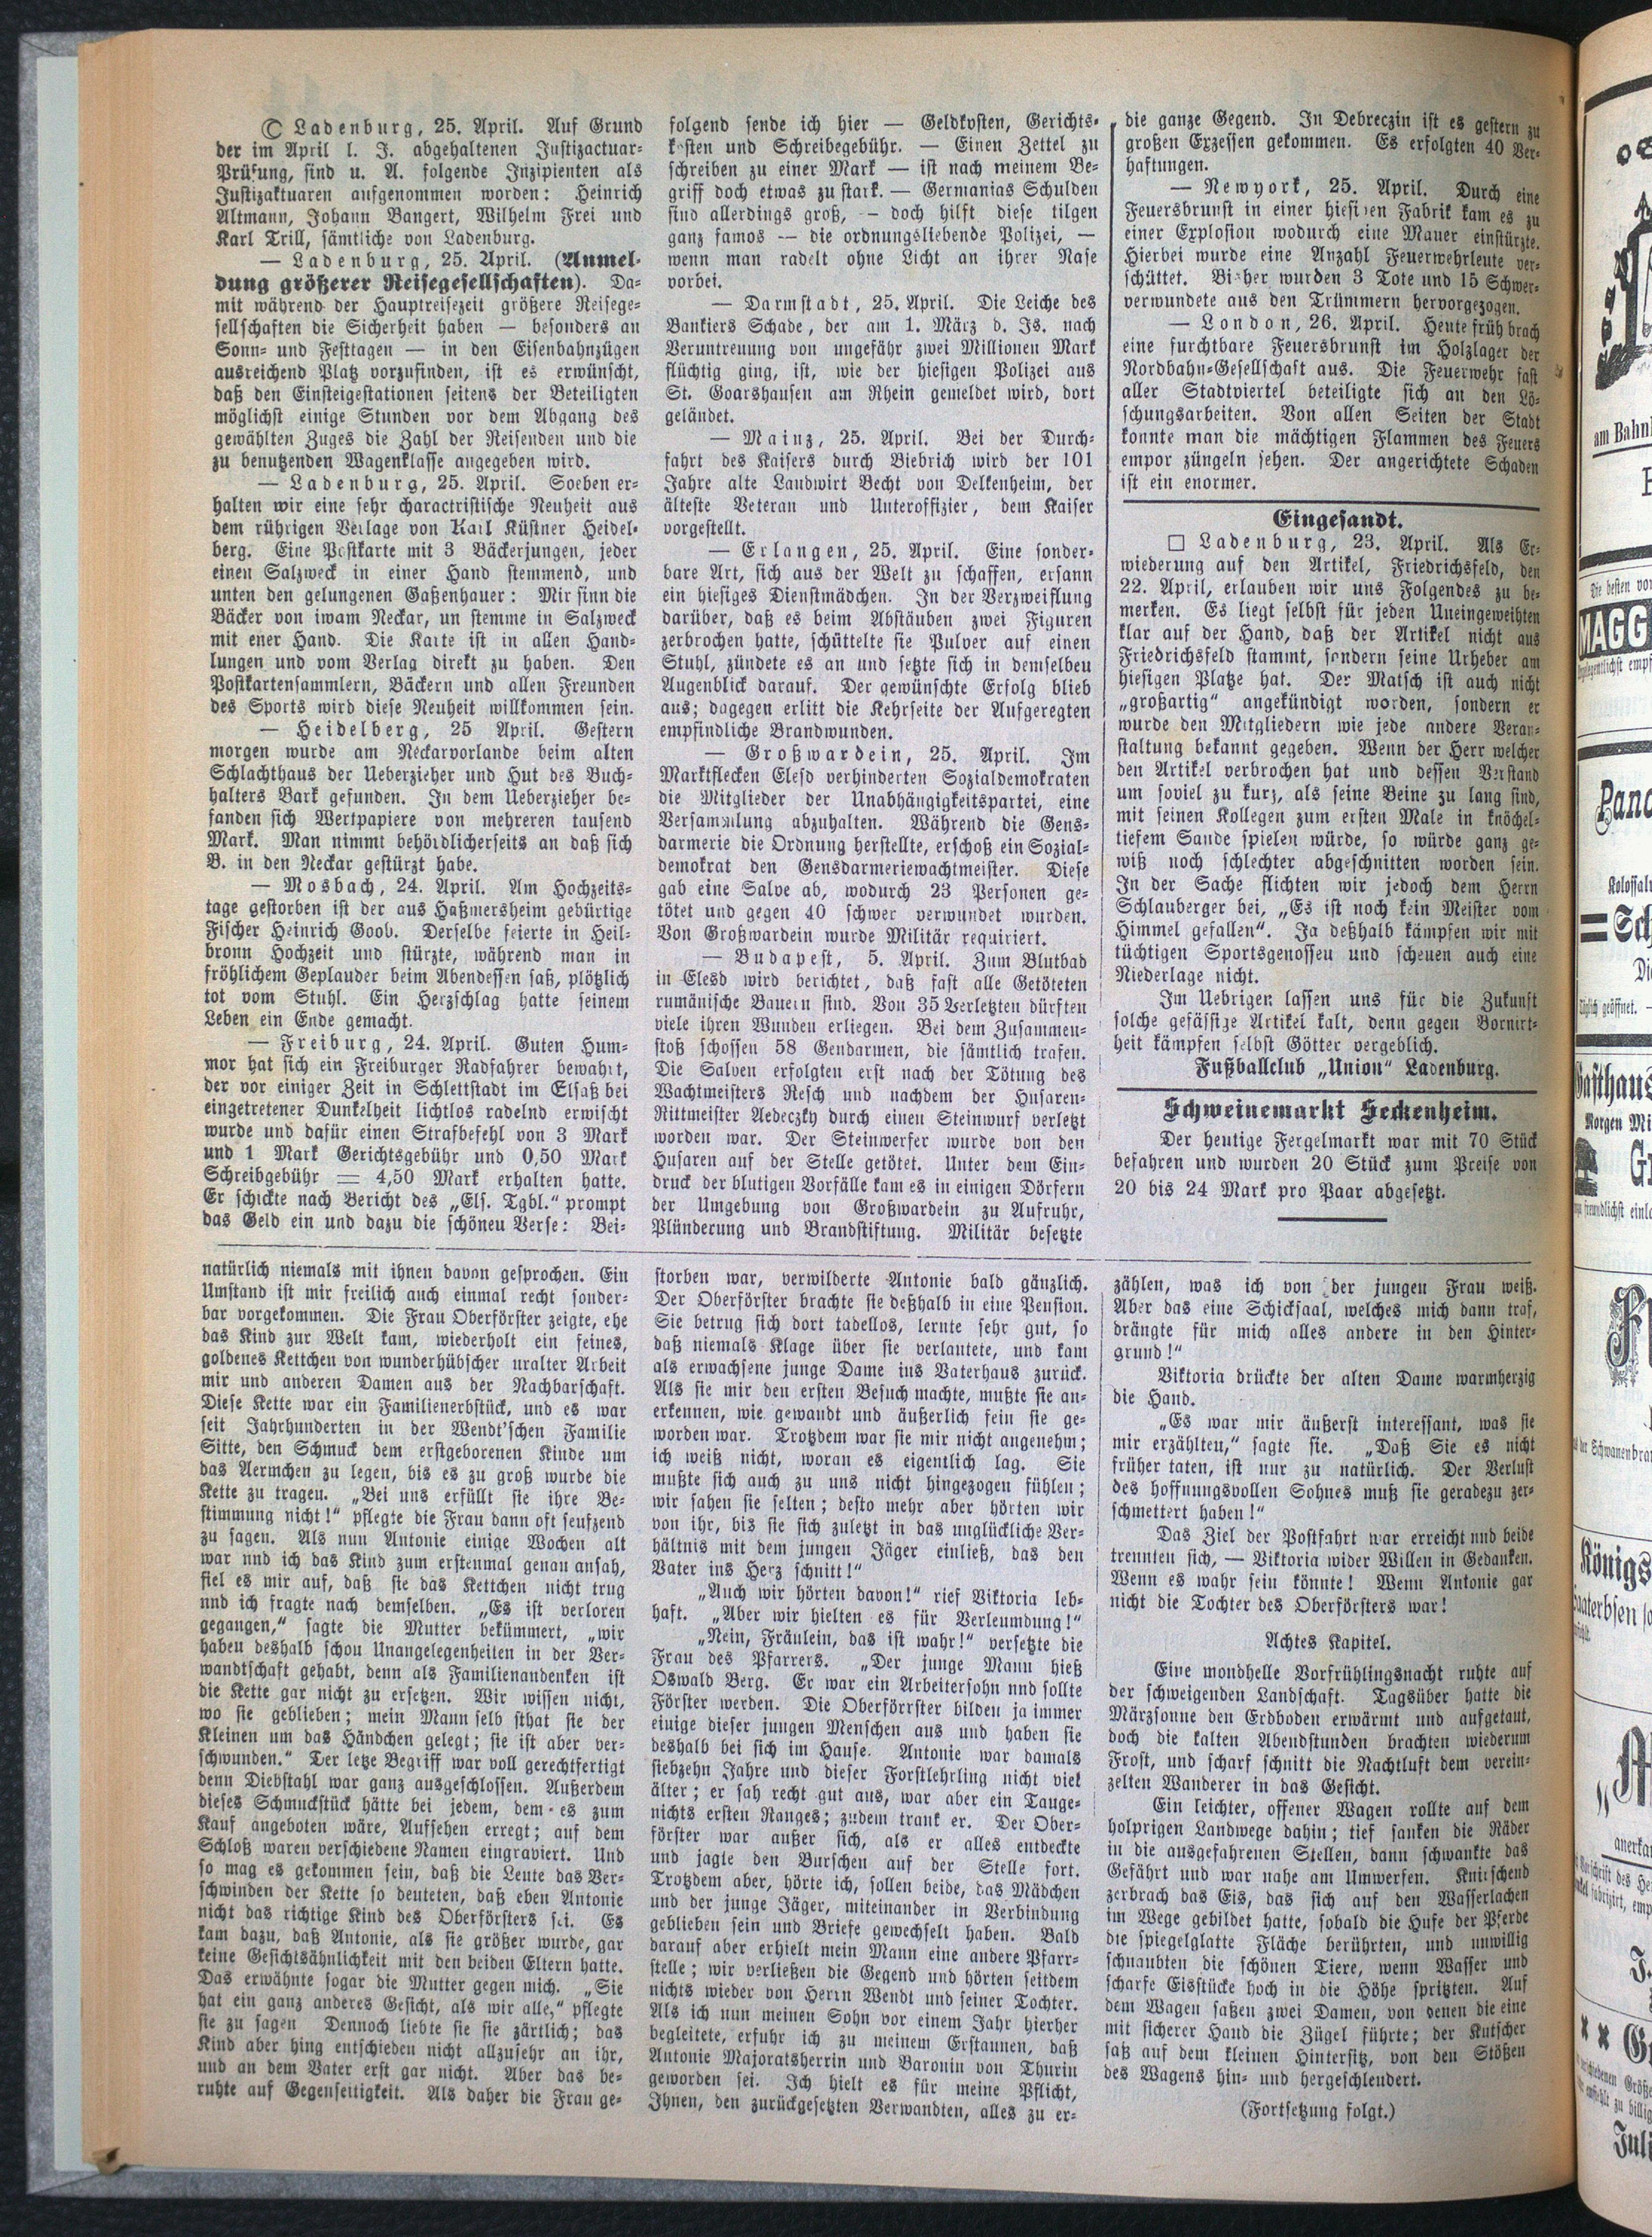 © Ladenburg, 25. April. Auf Grund
der im April l. J. abgehaltenen Justizactuar-
Prüfung, sind u. A. folgende Inzipienten als
Justizaktuaren aufgenommen worden: Heinrich
Altmann, Johann Bangert, Wilhelm Frei und
Karl Trill, sämtliche von Ladenburg.
— Ladenburg, 25. April. (Anmel-
dung größerer Reisegesellschaften). Da-
mit während der Hauptreisezeit größere Reisege-
sellschaften die Sicherheit haben — besonders an
Sonn- und Festtagen — in den Eisenbahnzügen
ausreichend Platz vorzufinden, ist es erwünscht,
daß den Einsteigestationen seitens der Beteiligten
möglichst einige Stunden vor dem Abgang des
gewählten Zuges die Zahl der Reisenden und die
zu benutzenden Wagenklasse angegeben wird.
— Ladenburg, 25. April. Soeben er-
halten wir eine sehr charactristische Neuheit aus
dem rührigen Verlage von Karl Küstner Heidel-
berg. Eine Postkarte mit 3 Bäckerjungen, jeder
einen Salzweck in einer Hand stemmend, und
unten den gelungenen Gaßenhauer: Mir sinn die
Bäcker von iwam Neckar, un stemme in Salzweck
mit ener Hand. Die Karte ist in allen Hand-
lungen und vom Verlag direkt zu haben. Den
Postkartensammlern, Bäckern und allen Freunden
des Sports wird diese Neuheit willkommen sein.
— Heidelberg, 25 April. Gestern
morgen wurde am Neckarvorlande beim alten
Schlachthaus der Ueberzieher und Hut des Buch-
halters Bark gefunden. In dem Ueberzieher be-
fanden sich Wertpapiere von mehreren tausend
Mark. Man nimmt behördlicherseits an daß sich
B. in den Neckar gestürzt habe.
— Mosbach, 24. April. Am Hochzeits-
tage gestorben ist der aus Haßmersheim gebürtige
Fischer Heinrich Goob. Derselbe feierte in Heil-
bronn Hochzeit und stürzte, während man in
fröhlichem Geplauder beim Abendessen saß, plötzlich
tot vom Stuhl. Ein Herzschlag hatte seinem
Leben ein Ende gemacht.
— Freiburg, 24. April. Guten Hum-
mor hat sich ein Freiburger Radfahrer bewahrt,
der vor einiger Zeit in Schlettstadt im Elsaß bei
eingetretener Dunkelheit lichtlos radelnd erwischt
wurde und dafür einen Strafbefehl von 3 Mark
und 1 Mark Gerichtsgebühr und 0,50 Mark
Schreibgebühr = 4,50 Mark erhalten hatte.
Er schickte nach Bericht des „Els. Tgbl.“ prompt
das Geld ein und dazu die schöneu Verse: Bei-
folgend sende ich hier — Geldkosten, Gerichts-
kosten und Schreibegebühr. — Einen Zettel zu
schreiben zu einer Mark — ist nach meinem Be-
griff doch etwas zu stark. — Germanias Schulden
sind allerdings groß, — doch hilft diese tilgen
ganz famos — die ordnungsliebende Polizei, —
wenn man radelt ohne Licht an ihrer Nase
vorbei.
— Darmstadt, 25. April. Die Leiche des
Bankiers Schade, der am 1. März d. Js. nach
Veruntreuung von ungefähr zwei Millionen Mark
flüchtig ging, ist, wie der hiesigen Polizei aus
St. Goarshausen am Rhein gemeldet wird, dort
geländet.
— Mainz, 25. April. Bei der Durch-
fahrt des Kaisers durch Biebrich wird der 101
Jahre alte Landwirt Becht von Delkenheim, der
älteste Veteran und Unteroffizier, dem Kaiser
vorgestellt.
— Erlangen, 25. April. Eine sonder-
bare Art, sich aus der Welt zu schaffen, ersann
ein hiesiges Dienstmädchen. In der Verzweiflung
darüber, daß es beim Abstäuben zwei Figuren
zerbrochen hatte, schüttelte sie Pulver auf einen
Stuhl, zündete es an und setzte sich in demselbeu
Augenblick darauf. Der gewünschte Erfolg blieb
aus; dagegen erlitt die Kehrseite der Aufgeregten
empfindliche Brandwunden.
— Großwardein, 25. April. Im
Marktflecken Elesd verhinderten Sozialdemokraten
die Mitglieder der Unabhängigkeitspartei, eine
Versammlung abzuhalten. Während die Gens-
darmerie die Ordnung herstellte, erschoß ein Sozial-
demokrat den Gensdarmeriewachtmeister. Diese
gab eine Salve ab, wodurch 23 Personen ge-
tötet und gegen 40 schwer verwundet wurden.
Von Großwardein wurde Militär requiriert.
— Budapest, 5. April. Zum Blutbad
in Elesd wird berichtet, daß fast alle Getöteten
rumänische Bauern sind. Von 35 Verletzten dürften
viele ihren Wunden erliegen. Bei dem Zusammen-
stoß schossen 58 Gendarmen, die sämtlich trafen.
Die Salven erfolgten erst nach der Tötung des
Wachtmeisters Resch und nachdem der Husaren-
Rittmeister Aedeczky durch einen Steinwurf verletzt
worden war. Der Steinwerfer wurde von den
Husaren auf der Stelle getötet. Unter dem Ein-
druck der blutigen Vorfälle kam es in einigen Dörfern
der Umgebung von Großwardein zu Aufruhr,
Plünderung und Brandstiftung. Militär besetzte
die ganze Gegend. In Debreczin ist es gestern zu
großen Exzessen gekommen. Es erfolgten 40 Ver-
haftungen.
— Newyork, 25. April. Durch eine
Feuersbrunst in einer hiesigen Fabrik kam es zu
einer Explosion wodurch eine Mauer einstürzte.
Hierbei wurde eine Anzahl Feuerwehrleute ver-
schüttet. Bisher wurden 3 Tote und 15 Schwer-
verwundete aus den Trümmern hervorgezogen.
— London, 26. April. Heute früh brach
eine furchtbare Feuersbrunst im Holzlager der
Nordbahn-Gesellschaft aus. Die Feuerwehr fast
aller Stadtviertel beteiligte sich an den Lö-
schungsarbeiten. Von allen Seiten der Stadt
konnte man die mächtigen Flammen des Feuers
empor züngeln sehen. Der angerichtete Schaden
ist ein enormer.
Eingesandt.
□ Ladenburg, 23. April. Als Er-
wiederung auf den Artikel, Friedrichsfeld, den
22. April, erlauben wir uns Folgendes zu be-
merken. Es liegt selbst für jeden Uneingeweihten
klar auf der Hand, daß der Artikel nicht aus
Friedrichsfeld stammt, sondern seine Urheber am
hiesigen Platze hat. Der Matsch ist auch nicht
„großartig“ angekündigt worden, sondern er
wurde den Mitgliedern wie jede andere Veran-
staltung bekannt gegeben. Wenn der Herr welcher
den Artikel verbrochen hat und dessen Verstand
um soviel zu kurz, als seine Beine zu lang sind,
mit seinen Kollegen zum ersten Male in knöchel-
tiefem Sande spielen würde, so würde ganz ge-
wiß noch schlechter abgeschnitten worden sein.
In der Sache flichten wir jedoch dem Herrn
Schlauberger bei, „Es ist noch kein Meister vom
Himmel gefallen“. Ja deßhalb kämpfen wir mit
tüchtigen Sportsgenosseu und scheuen auch eine
Niederlage nicht.
Im Uebrigen lassen uns für die Zukunft
solche gefässige Artikel kalt, denn gegen Bornirt-
heit kämpfen selbst Götter vergeblich.
Fußballclub „Union“ Ladenburg.
Schweinemarkt Seckenheim.
Der heutige Fergelmarkt war mit 70 Stück
befahren und wurden 20 Stück zum Preise von
20 bis 24 Mark pro Paar abgesetzt.
natürlich niemals mit ihnen davon gesprochen. Ein
Umstand ist mir freilich auch einmal recht sonder-
bar vorgekommen. Die Frau Oberförster zeigte, ehe
das Kind zur Welt kam, wiederholt ein feines,
goldenes Kettchen von wunderhübscher uralter Arbeit
mir und anderen Damen aus der Nachbarschaft.
Diese Kette war ein Familienerbstück, und es war
seit Jahrhunderten in der Wendt'schen Familie
Sitte, den Schmuck dem erstgeborenen Kinde um
das Aermchen zu legen, bis es zu groß wurde die
Kette zu tragen. „Bei uns erfüllt sie ihre Be-
stimmung nicht!“ pflegte die Frau dann oft seufzend
zu sagen. Als nun Antonie einige Wochen alt
war nnd ich das Kind zum erstenmal genau ansah,
fiel es mir auf, daß sie das Kettchen nicht trug
nnd ich fragte nach demselben. „Es ist verloren
gegangen,“ sagte die Mutter bekümmert, „wir
haben deshalb schou Unangelegenheiten in der Ver-
wandtschaft gehabt, denn als Familienandenken ist
die Kette gar nicht zu ersetzen. Wir wissen nicht,
wo sie geblieben; mein Mann selb sthat sie der
Kleinen um das Händchen gelegt; sie ist aber ver-
schwunden.“ Der letze Begriff war voll gerechtfertigt
denn Diebstahl war ganz ausgeschlossen. Außerdem
dieses Schmuckstück hätte bei jedem, dem es zum
Kauf angeboten wäre, Aufsehen erregt; auf dem
Schloß waren verschiedene Namen eingraviert. Und
so mag es gekommen sein, daß die Leute das Ver-
schwinden der Kette so deuteten, daß eben Antonie
nicht das richtige Kind des Oberförsters sei. Es
kam dazu, daß Antonie, als sie größer wurde, gar
keine Gesichtsähnlichkeit mit den beiden Eltern hatte.
Das erwähnte sogar die Mutter gegen mich. „Sie
hat ein ganz anderes Gesicht, als wir alle,“ pflegte
sie zu sagen Dennoch liebte sie sie zärtlich; das
Kind aber hing entschieden nicht allzusehr an ihr,
und an dem Vater erst gar nicht. Aber das be-
ruhte auf Gegenseitigkeit. Als daher die Frau ge-
storben war, verwilderte Antonie bald gänzlich.
Der Oberförster brachte sie deßhalb in eine Pension.
Sie betrug sich dort tadellos, lernte sehr gut, so
daß niemals Klage über sie verlautete, und kam
als erwachsene junge Dame ins Vaterhaus zurück.
Als sie mir den ersten Besuch machte, mußte sie an-
erkennen, wie gewandt und äußerlich fein sie ge-
worden war. Trotzdem war sie mir nicht angenehm;
ich weiß nicht, woran es eigentlich lag. Sie
mußte sich auch zu uns nicht hingezogen fühlen;
wir sahen sie selten; desto mehr aber hörten wir
von ihr, bis sie sich zuletzt in das unglückliche Ver-
hältnis mit dem jungen Jäger einließ, das den
Vater ins Herz schnitt!“
„Auch wir hörten davon!“ rief Viktoria leb-
haft. „Aber wir hielten es für Verleumdung!“
„Nein, Fräulein, das ist wahr!“ versetzte die
Frau des Pfarrers. „Der junge Mann hieß
Oswald Berg. Er war ein Arbeitersohn nnd sollte
Förster werden. Die Oberförrster bilden ja immer
einige dieser jungen Menschen aus und haben sie
deshalb bei sich im Hause. Antonie war damals
siebzehn Jahre und dieser Forstlehrling nicht viel
älter; er sah recht gut aus, war aber ein Tauge-
nichts ersten Ranges; zudem trank er. Der Ober-
förster war außer sich, als er alles entdeckte
und jagte den Burschen auf der Stelle fort.
Trotzdem aber, hörte ich, sollen beide, das Mädchen
und der junge Jäger, miteinander in Verbindung
geblieben sein und Briefe gewechselt haben. Bald
darauf aber erhielt mein Mann eine andere Pfarr-
stelle; wir verließen die Gegend und hörten seitdem
nichts wieder von Herrn Wendt und seiner Tochter.
Als ich nun meinen Sohn vor einem Jahr hierher
begleitete, erfuhr ich zu meinem Erstaunen, daß
Antonie Majoratsherrin und Baronin von Thurin
geworden sei. Ich hielt es für meine Pflicht,
Ihnen, den zurückgesetzten Verwandten, alles zu er-
zählen, was ich von der jungen Frau weiß.
Aber das eine Schicksaal, welches mich dann traf,
drängte für mich alles andere in den Hinter-
grund!“
Viktoria drückte der alten Dame warmherzig
die Hand.
„Es war mir äußerst interessant, was sie
mir erzählten,“ sagte sie. „Daß Sie es nicht
früher taten, ist nur zu natürlich. Der Verlust
des hoffnungsvollen Sohnes muß sie geradezu zer-
schmettert haben!“
Das Ziel der Postfahrt war erreicht nnd beide
trennten sich, — Viktoria wider Willen in Gedanken.
Wenn es wahr sein könnte! Wenn Antonie gar
nicht die Tochter des Oberförsters war!
Achtes Kapitel.
Eine mondhelle Vorfrühlingsnacht ruhte auf
der schweigenden Landschaft. Tagsüber hatte die
Märzsonne den Erdboden erwärmt und aufgetaut,
doch die kalten Abendstunden brachten wiederum
Frost, und scharf schnitt die Nachtluft dem verein-
zelten Wanderer in das Gesicht.
Ein leichter, offener Wagen rollte auf dem
holprigen Landwege dahin; tief sanken die Räder
in die ausgefahrenen Stellen, dann schwankte das
Gefährt und war nahe am Umwerfen. Knirschend
zerbrach das Eis, das sich auf den Wasserlachen
im Wege gebildet hatte, sobald die Hufe der Pferde
die spiegelglatte Fläche berührten, und unwillig
schnaubten die schönen Tiere, wenn Wasser und
scharfe Eisstücke hoch in die Höhe spritzten. Auf
dem Wagen saßen zwei Damen, von denen die eine
mit sicherer Hand die Zügel führte; der Kutscher
saß auf dem kleinen Hintersitz, von den Stößen
des Wagens hin- und hergeschleudert.
(Fortsetzung folgt.)
am Bahn
Die besten von
MAGG
Pano
Kolossal
Morgen Mi
Königs
Juli